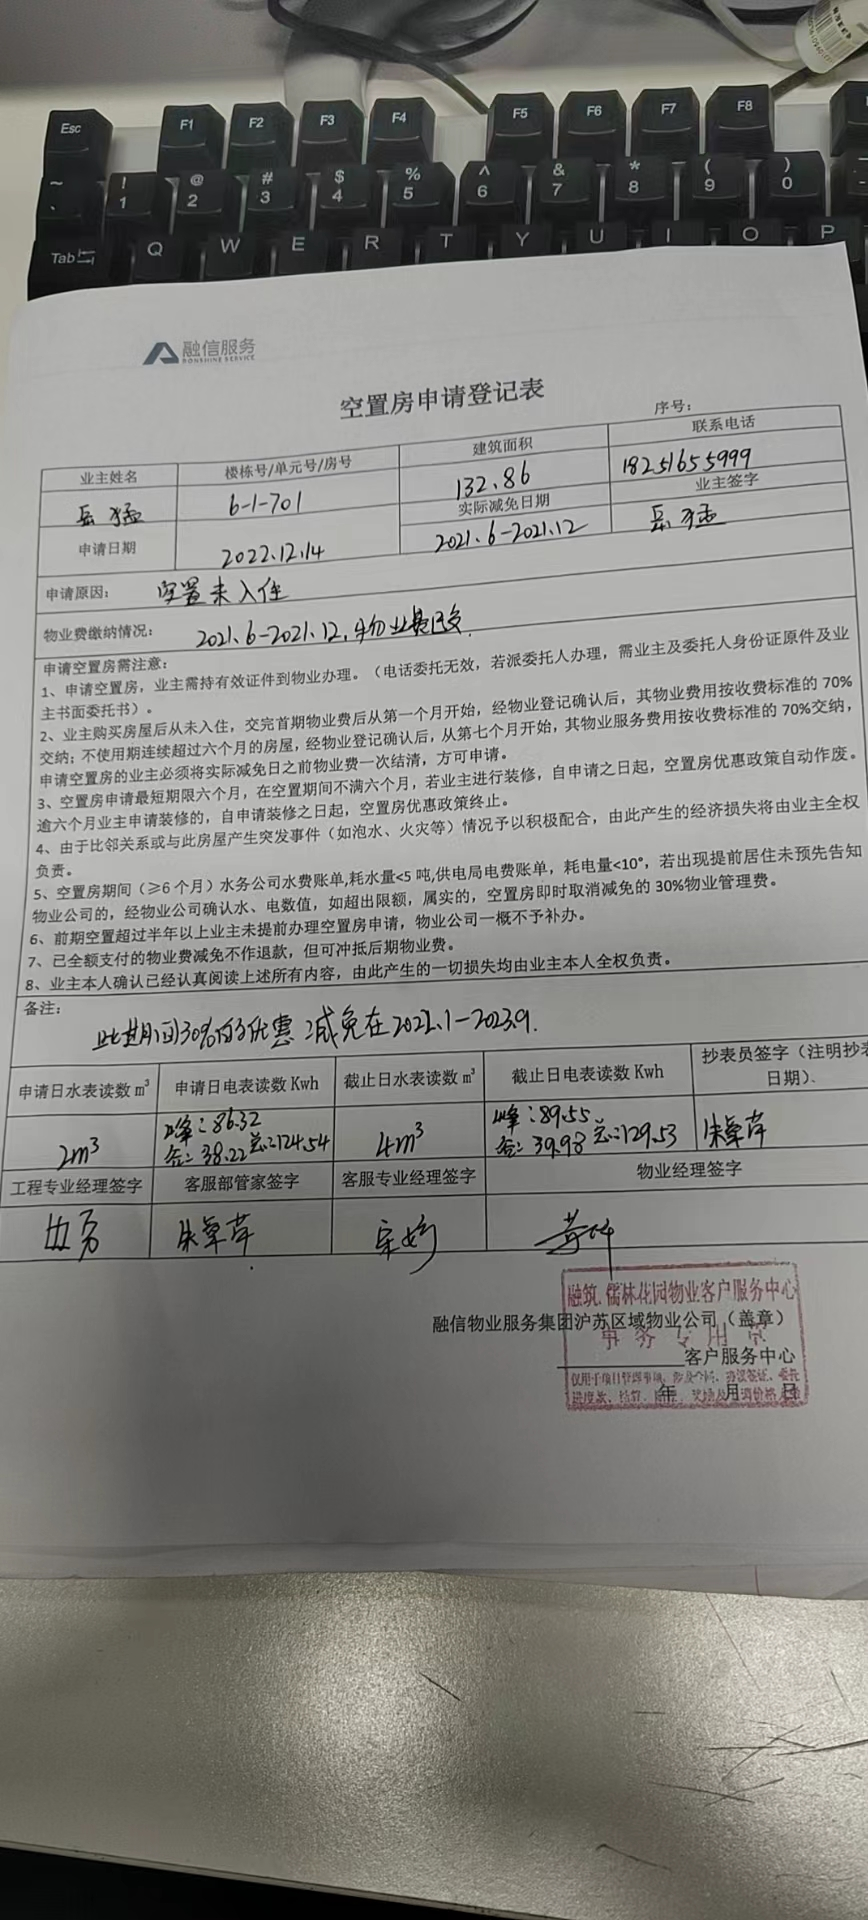 Esc F1 F2 F3 F4 F5 F6 F7 F8
~ ` ! 1 @ 2 # 3 $ 4 % 5 ^ 6 & 7 * 8 ( 9 ) 0
Tab Q W E R T Y U I O P
融信服务
RONSHINE SERVICE
空置房申请登记表
序号：
业主姓名 楼栋号/单元号/房号 建筑面积 联系电话
岳猛 6-1-701 132.86 18251655999
申请日期 2022.12.14 实际减免日期 业主签字
2021.6-2021.12 岳猛
申请原因： 空置未入住
物业费缴纳情况： 2021.6-2021.12,物业费已交.
申请空置房需注意：
1、申请空置房，业主需持有效证件到物业办理。（电话委托无效，若派委托人办理，需业主及委托人身份证原件及业
主书面委托书）。
2、业主购买房屋后从未入住，交完首期物业费后从第一个月开始，经物业登记确认后，其物业费用按收费标准的 70%
交纳；不使用期连续超过六个月的房屋，经物业登记确认后，从第七个月开始，其物业服务费用按收费标准的 70%交纳，
申请空置房的业主必须将实际减免日之前物业费一次结清，方可申请。
3、空置房申请最短期限六个月，在空置期间不满六个月，若业主进行装修，自申请之日起，空置房优惠政策自动作废。
逾六个月业主申请装修的，自申请装修之日起，空置房优惠政策终止。
4、由于比邻关系或与此房屋产生突发事件（如泡水、火灾等）情况予以积极配合，由此产生的经济损失将由业主全权
负责。
5、空置房期间（≥6 个月）水务公司水费账单,耗水量<5 吨,供电局电费账单，耗电量<10°，若出现提前居住未预先告知
物业公司的，经物业公司确认水、电数值，如超出限额，属实的，空置房即时取消减免的 30%物业管理费。
6、前期空置超过半年以上业主未提前办理空置房申请，物业公司一概不予补办。
7、已全额支付的物业费减免不作退款，但可冲抵后期物业费。
8、业主本人确认已经认真阅读上述所有内容，由此产生的一切损失均由业主本人全权负责。
备注：
此期间30%的优惠 减免在2022.1-2023.9.
申请日水表读数 m³ 申请日电表读数 Kwh 截止日水表读数 m³ 截止日电表读数 Kwh 抄表员签字（注明抄表
日期）.
2m³ 峰：86.32 4m³ 峰：89.55
谷：38.22 总：124.54 谷：39.98 总：129.53
工程专业经理签字 客服部管家签字 客服专业经理签字 物业经理签字
融筑.儒林花园物业客户服务中心
融信物业服务集团沪苏区域物业公司（盖章）
事务专用章
客户服务中心
年 月 日